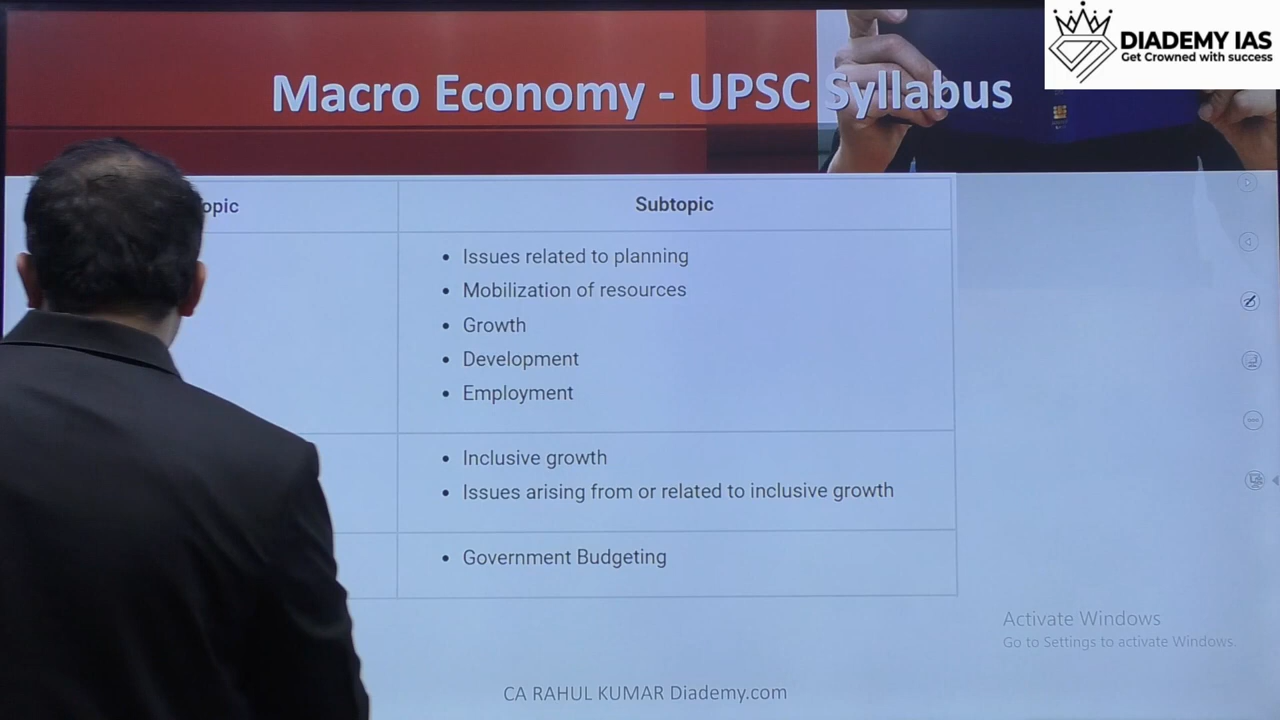 DIADEMY IAS
Get Crowned with success
Macro Economy - UPSC Syllabus
Subtopic
Issues related to planning
Mobilization of resources
Growth
Development
Employment
Inclusive growth
Issues arising from or related to inclusive growth
Government Budgeting
Activate Windows
Go to Settings to activate Windows.
CA RAHUL KUMAR Diademy.com